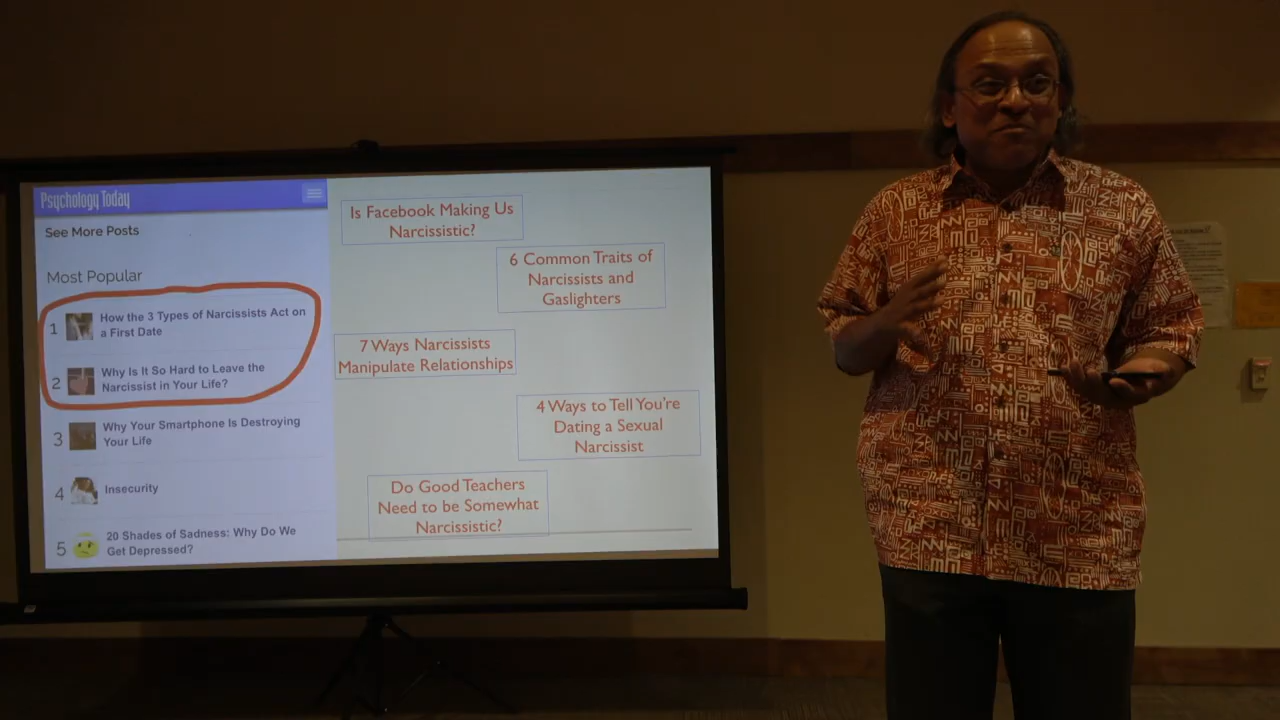 Psychology Today
See More Posts
Most Popular
1
How the 3 Types of Narcissists Act on
a First Date
2
Why Is It So Hard to Leave the
Narcissist in Your Life?
3
Why Your Smartphone Is Destroying
Your Life
4
Insecurity
5
20 Shades of Sadness: Why Do We
Get Depressed?
Is Facebook Making Us
Narcissistic?
6 Common Traits of
Narcissists and
Gaslighters
7 Ways Narcissists
Manipulate Relationships
4 Ways to Tell You're
Dating a Sexual
Narcissist
Do Good Teachers
Need to be Somewhat
Narcissistic?